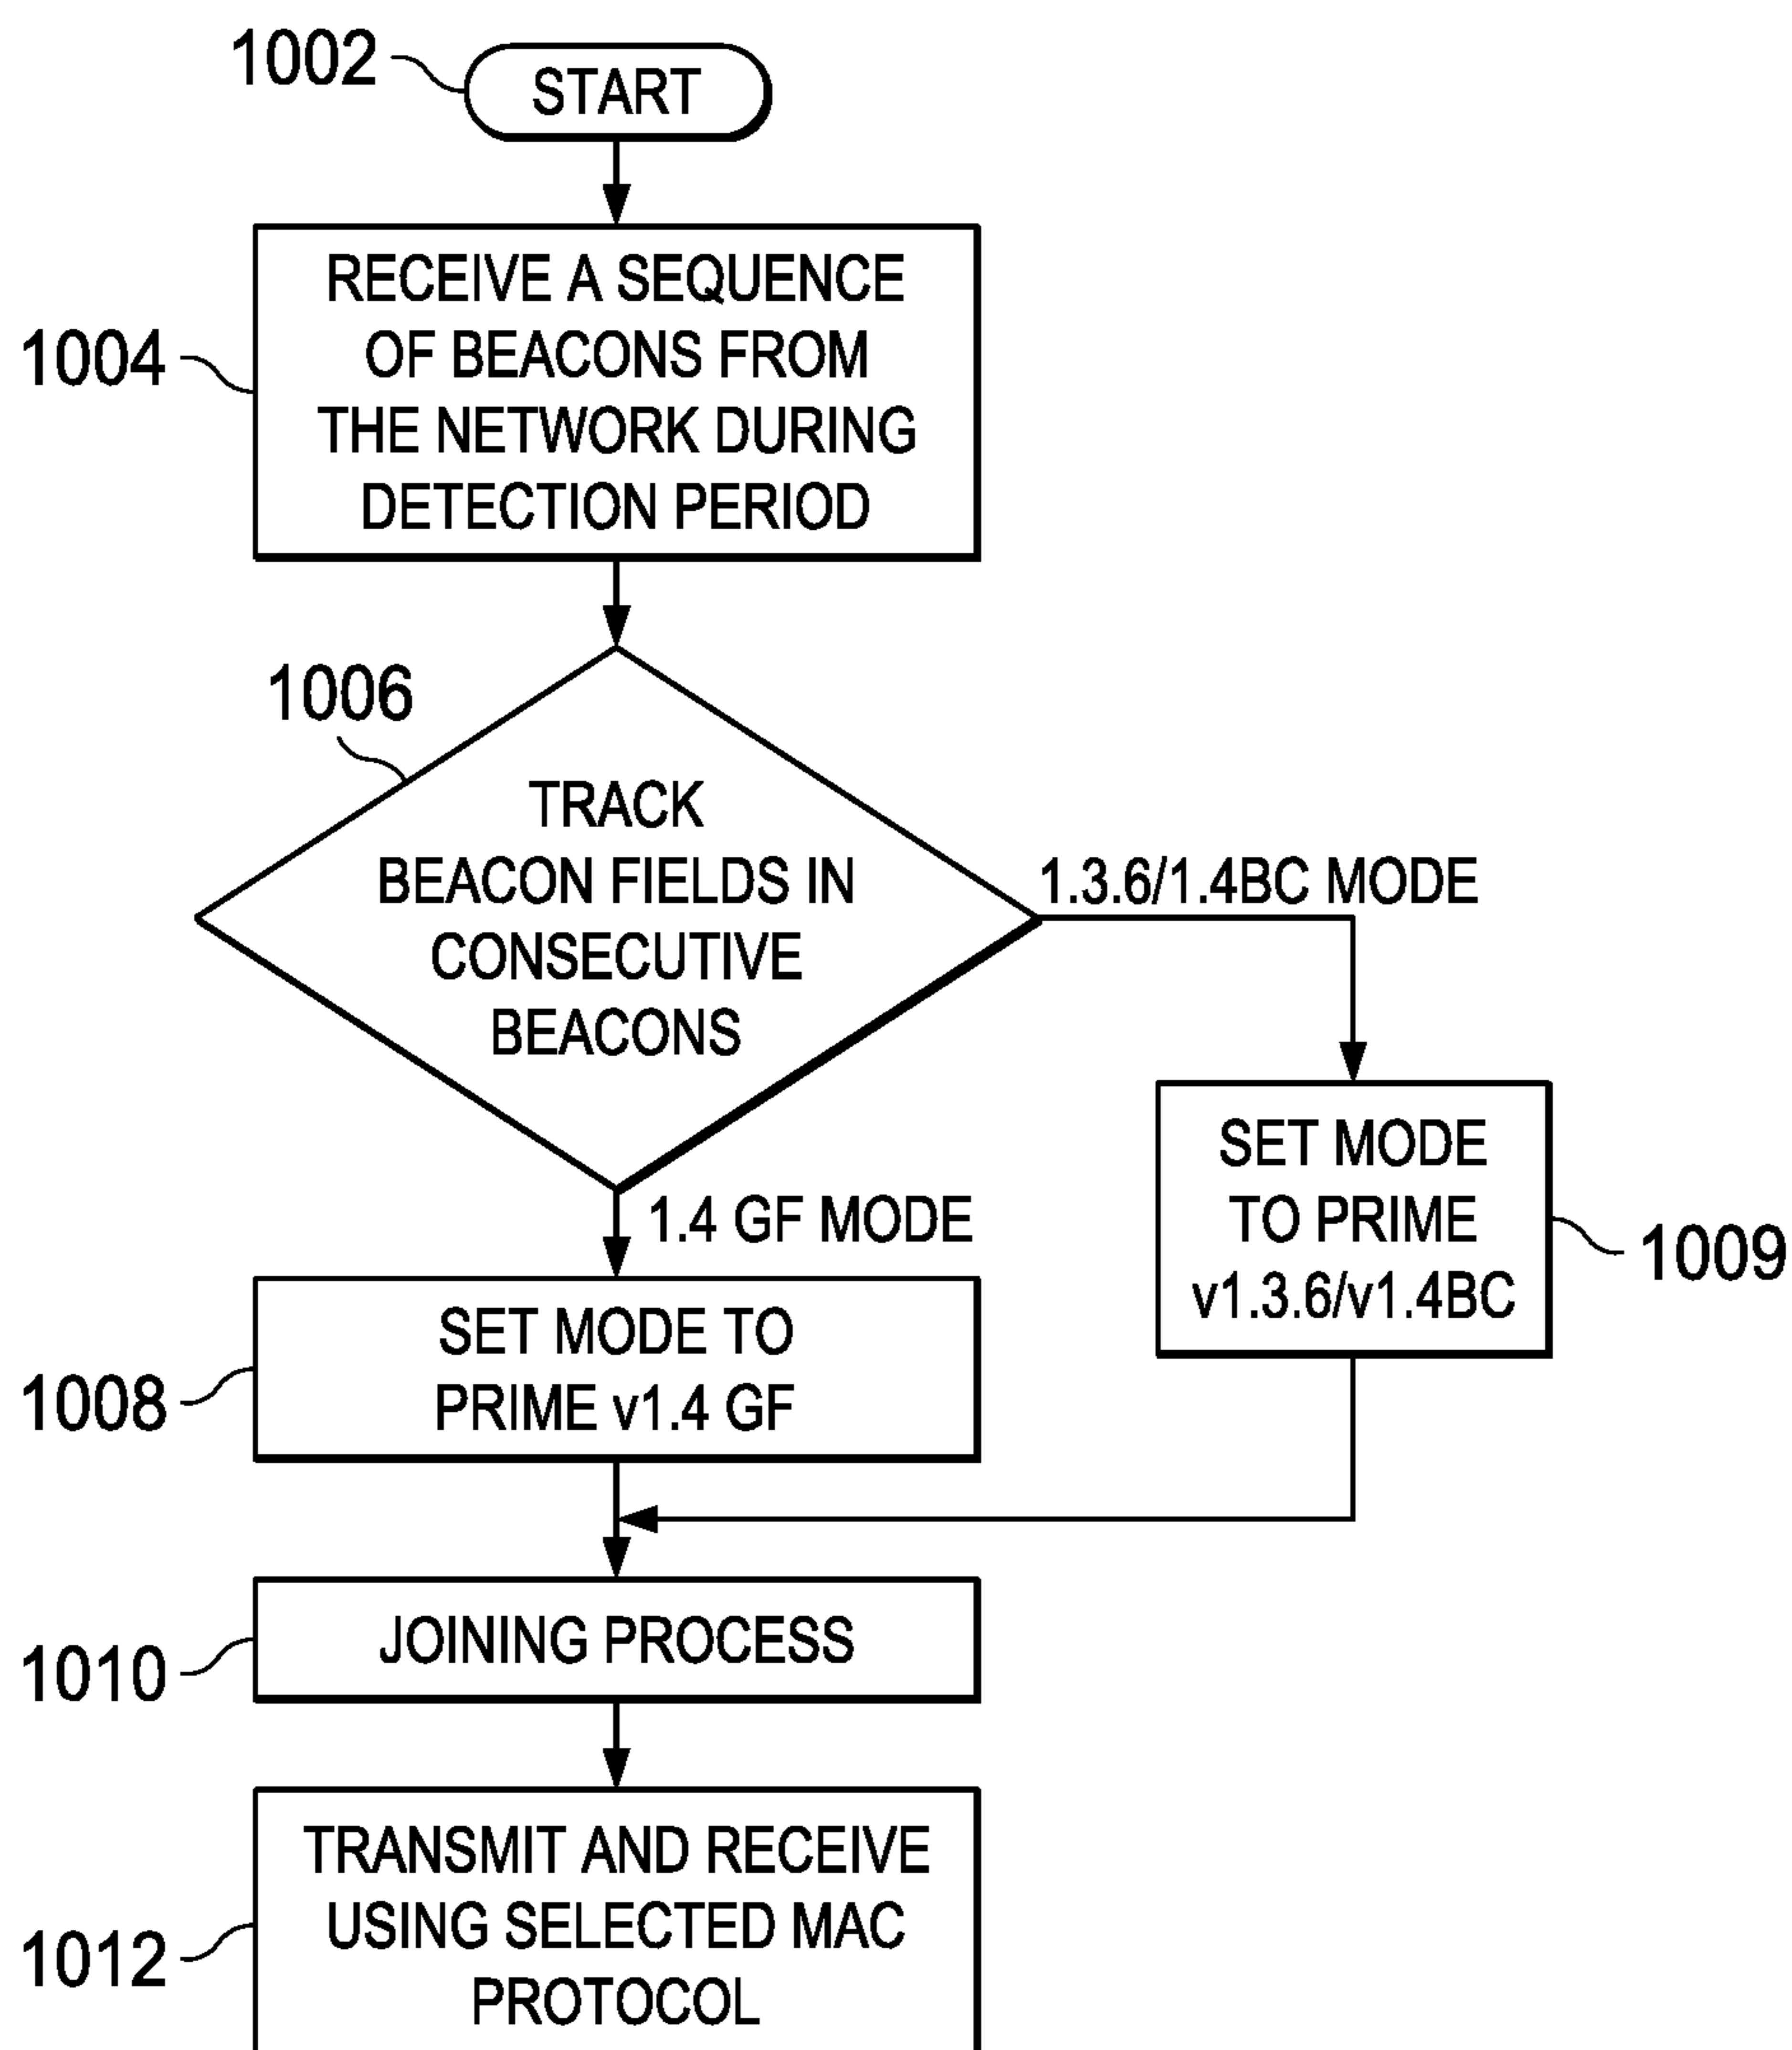 1002
START
1004
RECEIVE A SEQUENCE
OF BEACONS FROM
THE NETWORK DURING
DETECTION PERIOD
1006
TRACK
BEACON FIELDS IN
CONSECUTIVE
BEACONS
1.3.6/1.4BC MODE
SET MODE
TO PRIME
v1.3.6/v1.4BC
1009
1.4 GF MODE
1008
SET MODE TO
PRIME v1.4 GF
1010
JOINING PROCESS
1012
TRANSMIT AND RECEIVE
USING SELECTED MAC
PROTOCOL